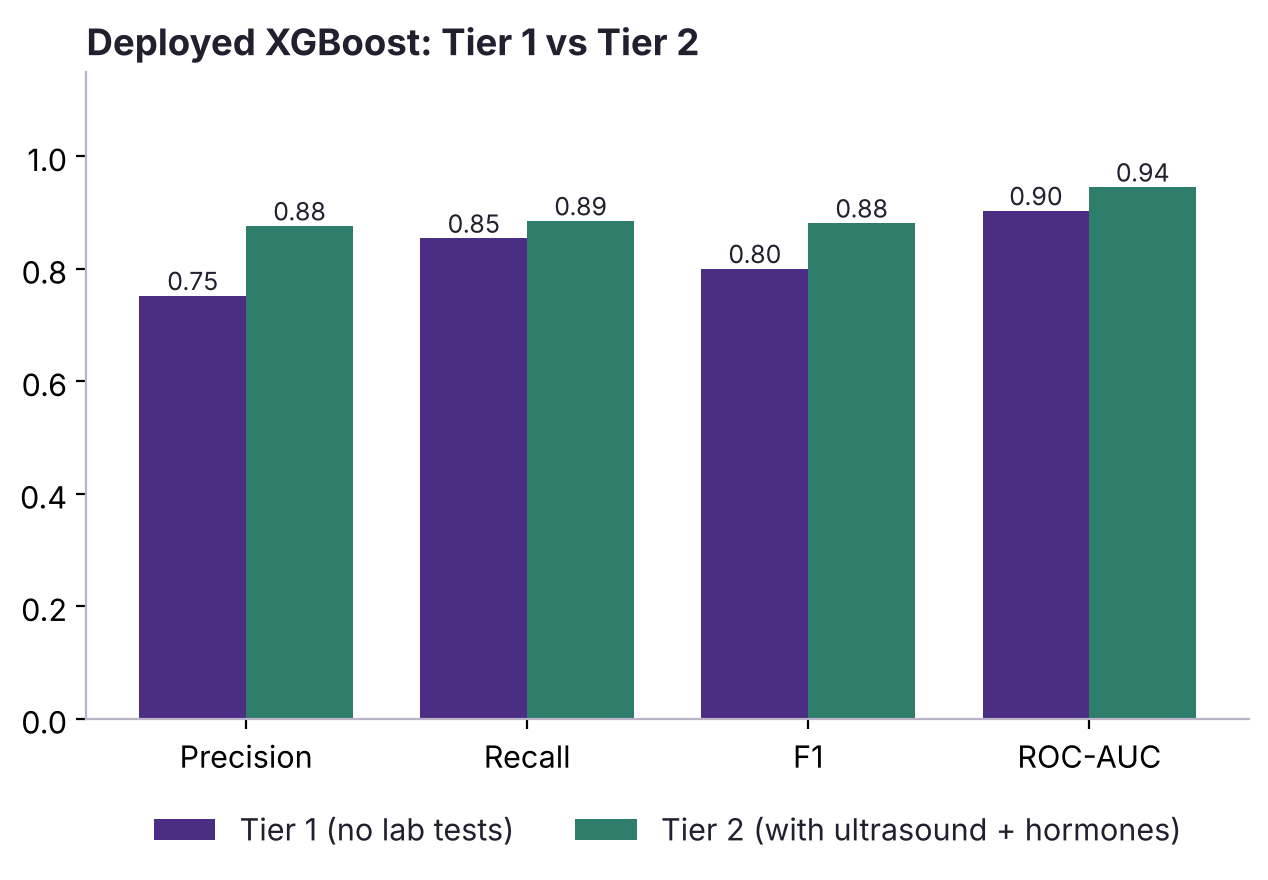 Deployed XGBoost: Tier 1 vs Tier 2
1.0
0.8
0.6
0.4
0.2
0.0
0.75
0.88
0.85
0.89
0.80
0.88
0.90
0.94
Precision
Recall
F1
ROC-AUC
Tier 1 (no lab tests)
Tier 2 (with ultrasound + hormones)